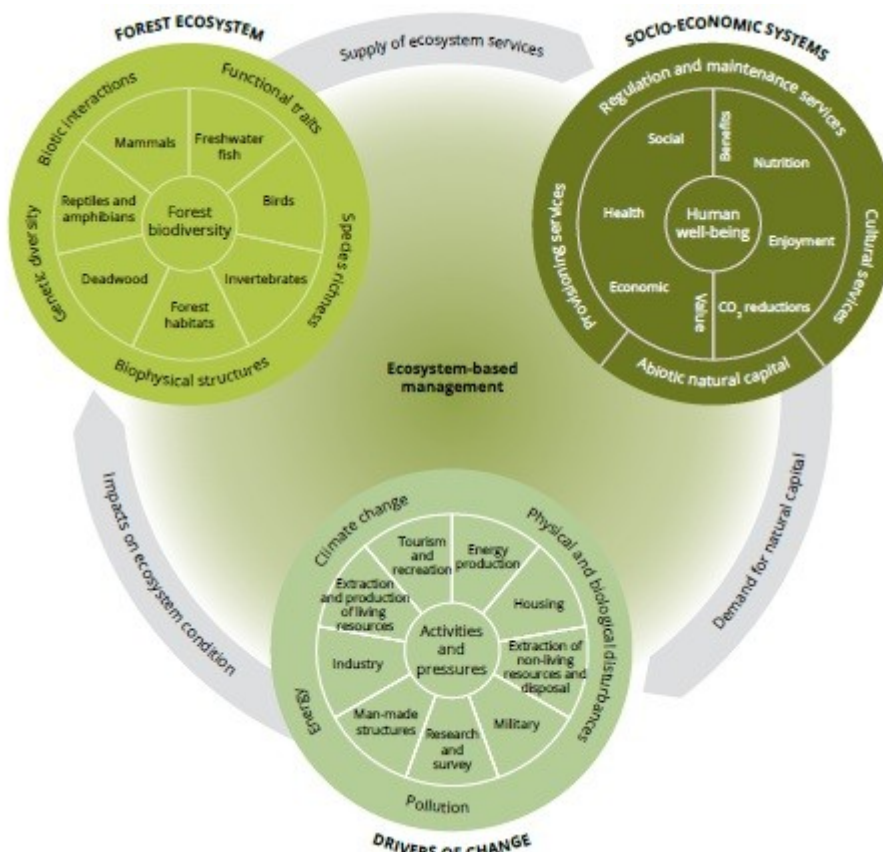 FOREST ECOSYSTEM
Supply of ecosystem services
SOCIO-ECONOMIC SYSTEMS
Biotic interactions
Functional traits
Species richness
Biophysical structures
Genetic diversity
Mammals
Freshwater
fish
Birds
Invertebrates
Forest
habitats
Deadwood
Reptiles and
amphibians
Forest
biodiversity
Regulation and maintenance services
Cultural services
Abiotic natural capital
Provisioning services
Social
Benefits
Nutrition
Health
Enjoyment
Economic
Value
CO2 reductions
Human
well-being
Ecosystem-based
management
Impacts on ecosystem condition
Demand for natural capital
Climate change
Physical and biological disturbances
Pollution
Energy
Tourism
and
recreation
Energy
production
Housing
Extraction of
non-living
resources and
disposal
Military
Research
and
survey
Man-made
structures
Industry
Extraction
and production
of living
resources
Activities
and
pressures
DRIVERS OF CHANGE